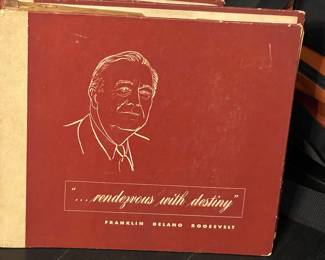 "...rendezvous with destiny"
FRANKLIN DELANO ROOSEVELT